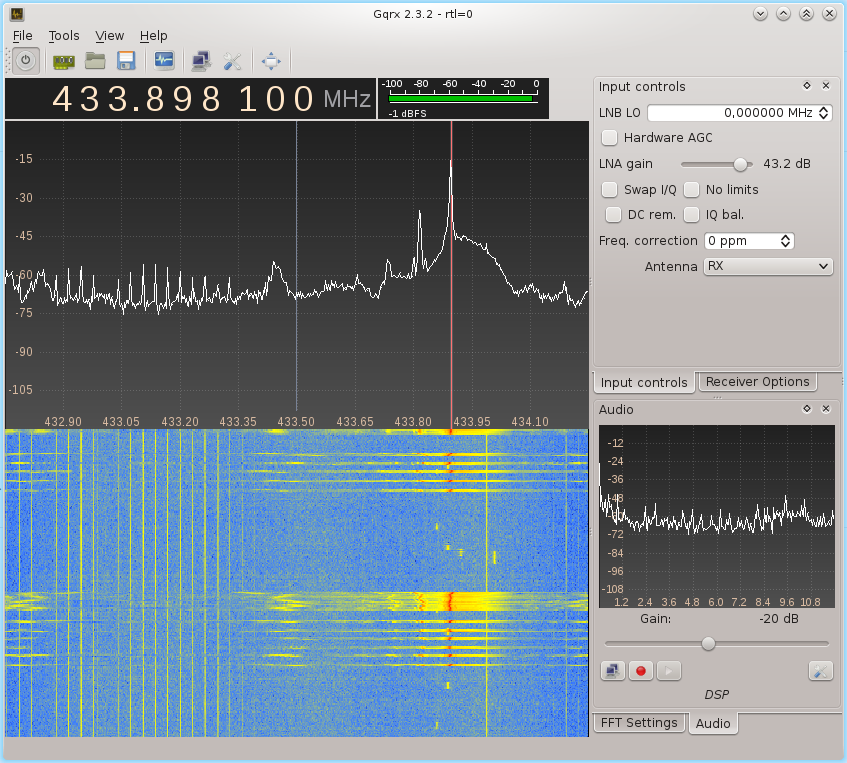 Gqrx 2.3.2 - rtl=0
File Tools View Help
433.898 100 MHz
-100 -80 -60 -40 -20 0
-1 dBFS
-15
-30
-45
-60
-75
-90
-105
432.90 433.05 433.20 433.35 433.50 433.65 433.80 433.95 434.10
Input controls
LNB LO 0,000000 MHz
Hardware AGC
LNA gain 43.2 dB
Swap I/Q No limits
DC rem. IQ bal.
Freq. correction 0 ppm
Antenna RX
Input controls Receiver Options
Audio
-12
-24
-36
-48
-60
-72
-84
-96
-108
1.2 2.4 3.6 4.8 6.0 7.2 8.4 9.6 10.8
Gain: -20 dB
DSP
FFT Settings Audio